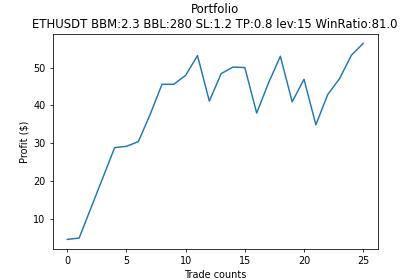 Portfolio
ETHUSDT BBM:2.3 BBL:280 SL:1.2 TP:0.8 lev:15 WinRatio:81.0
Profit ($)
50
40
30
20
10
0 5 10 15 20 25
Trade counts